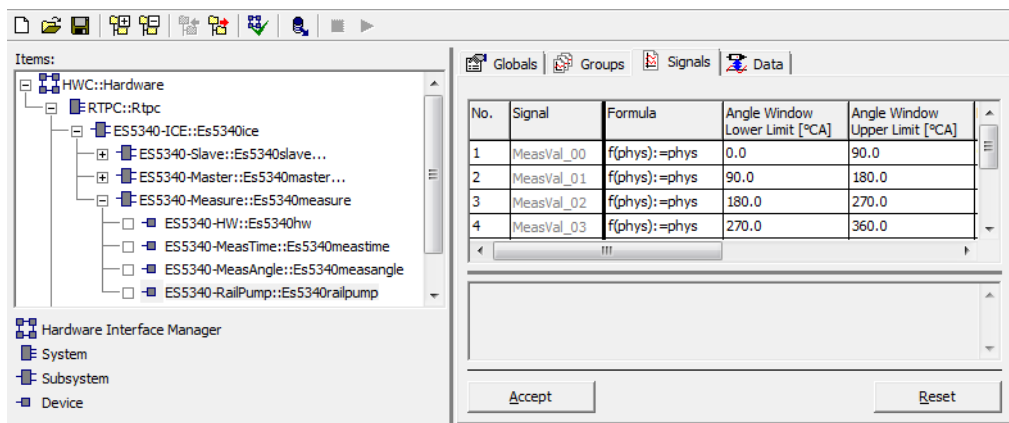 Items:
HWC::Hardware
RTPC::Rtpc
ES5340-ICE::Es5340ice
ES5340-Slave::Es5340slave...
ES5340-Master::Es5340master...
ES5340-Measure::Es5340measure
ES5340-HW::Es5340hw
ES5340-MeasTime::Es5340meastime
ES5340-MeasAngle::Es5340measangle
ES5340-RailPump::Es5340railpump
Hardware Interface Manager
System
Subsystem
Device
Globals Groups Signals Data
No. Signal Formula Angle Window Lower Limit [°CA] Angle Window Upper Limit [°CA]
1 MeasVal_00 f(phys):=phys 0.0 90.0
2 MeasVal_01 f(phys):=phys 90.0 180.0
3 MeasVal_02 f(phys):=phys 180.0 270.0
4 MeasVal_03 f(phys):=phys 270.0 360.0
Accept Reset